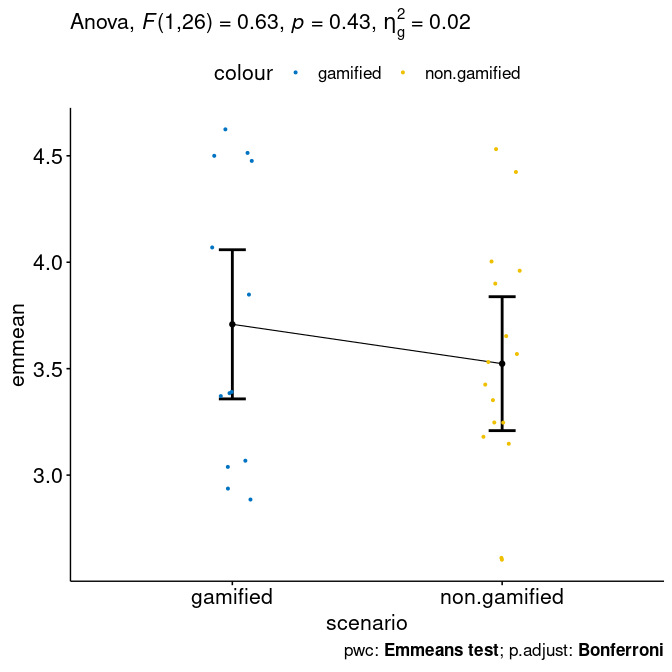 Anova, F(1,26) = 0.63, p = 0.43, η²g = 0.02
colour gamified non.gamified
4.5
4.0
3.5
3.0
emmean
gamified non.gamified
scenario
pwc: Emmeans test; p.adjust: Bonferroni